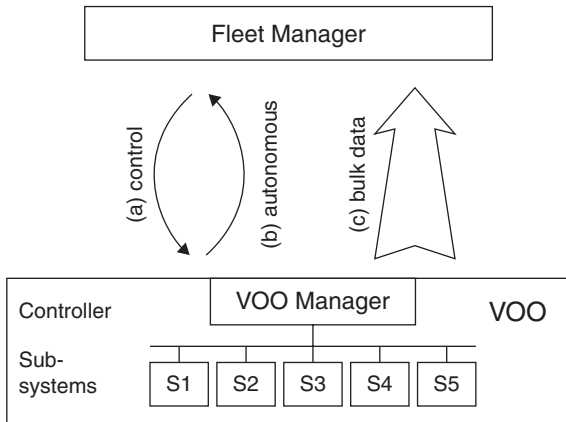 Fleet Manager
(a) control
(b) autonomous
(c) bulk data
Controller
VOO Manager
VOO
Sub-
systems
S1
S2
S3
S4
S5